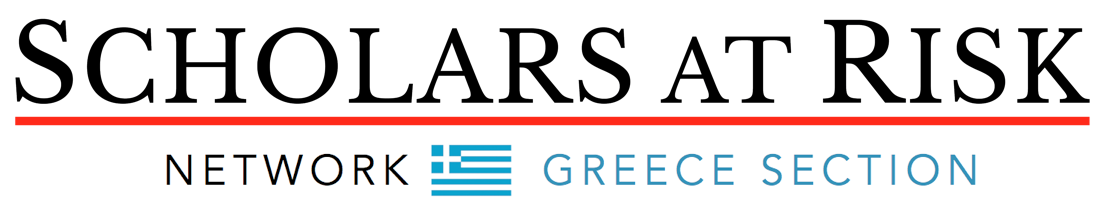 SCHOLARS AT RISK
NETWORK GREECE SECTION